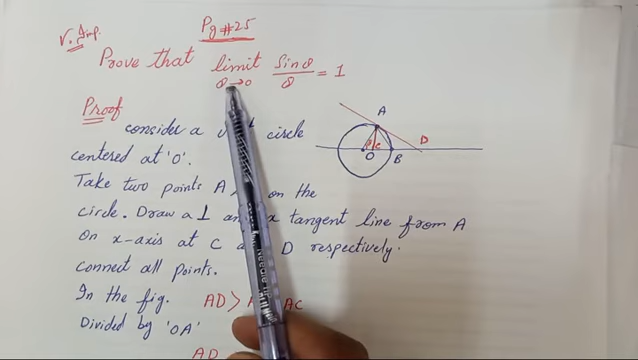 Pg#25
V. Imp.
Prove that limit sinθ/θ = 1
θ→0
Proof
consider a circle
centered at 'O'.
Take two points A on the
circle. Draw a ⊥ tangent line from A
on x-axis at C D respectively.
connect all points.
In the fig. AD > AC
Divided by 'OA'
AD
A
D
θ
C
O
B